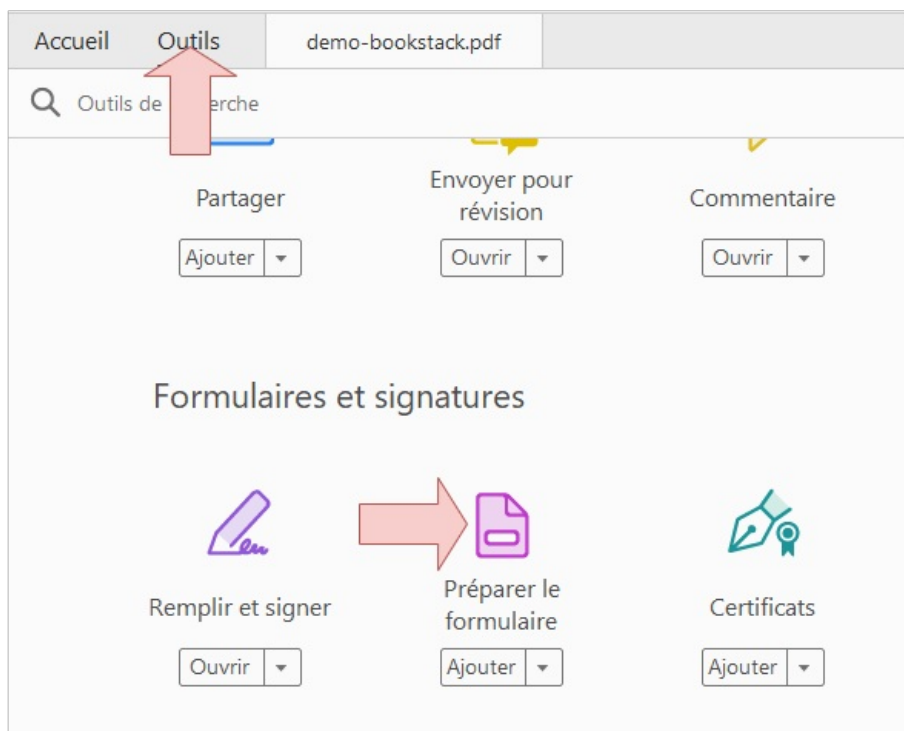 Accueil Outils demo-bookstack.pdf
Outils de erche
Partager Envoyer pour Commentaire
révision
Ajouter Ouvrir Ouvrir
Formulaires et signatures
Remplir et signer Préparer le Certificats
formulaire
Ouvrir Ajouter Ajouter